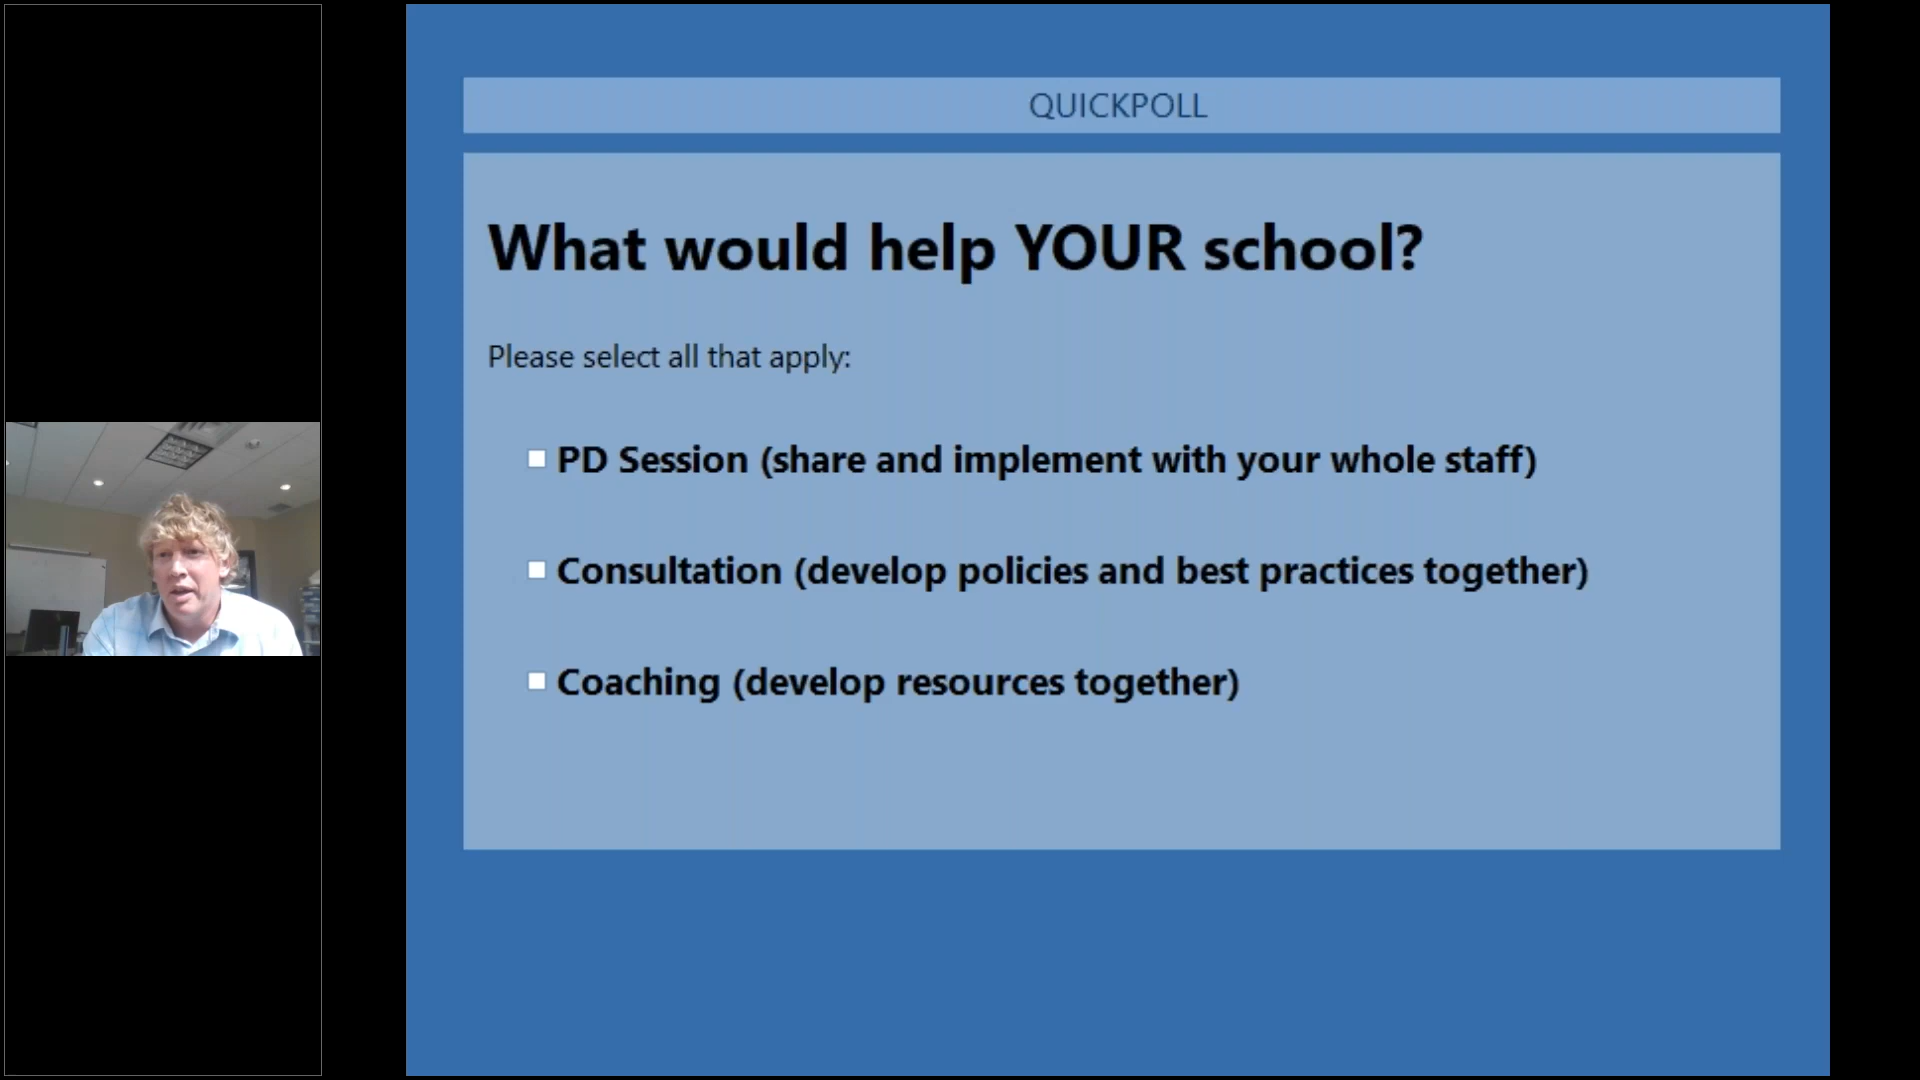 QUICKPOLL
What would help YOUR school?
Please select all that apply:
PD Session (share and implement with your whole staff)
Consultation (develop policies and best practices together)
Coaching (develop resources together)